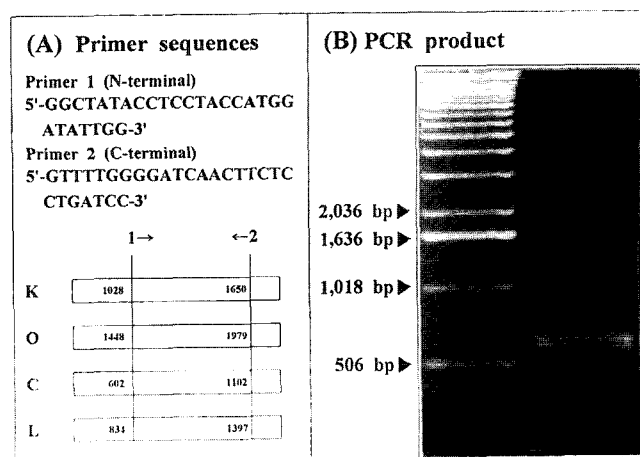 (A) Primer sequences
Primer 1 (N-terminal)
5'-GGCTATACCTCCTACCATGG
ATATTGG-3'
Primer 2 (C-terminal)
5'-GTTTTGGGGATCAACTTCTC
CTGATCC-3'
1→ ←2
K 1028 1650
O 1448 1979
C 602 1102
L 834 1397
(B) PCR product
2,036 bp
1,636 bp
1,018 bp
506 bp